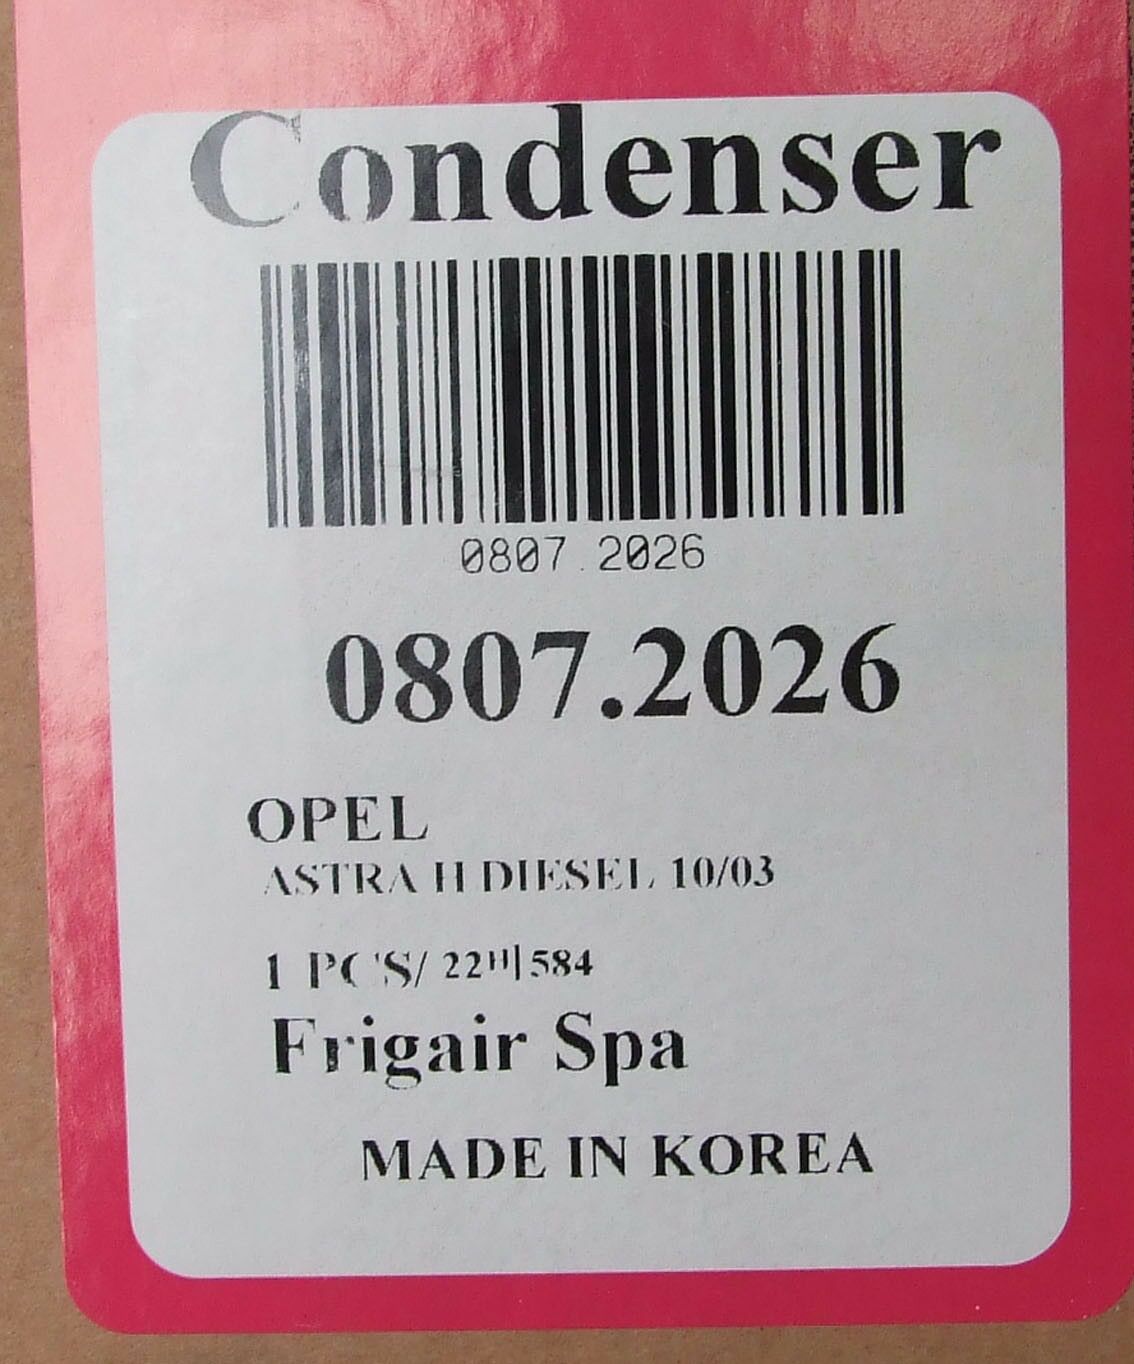 Condenser
0807.2026
0807.2026
OPEL
ASTRA H DIESEL 10/03
1 PCS/ 22H|584
Frigair Spa
MADE IN KOREA